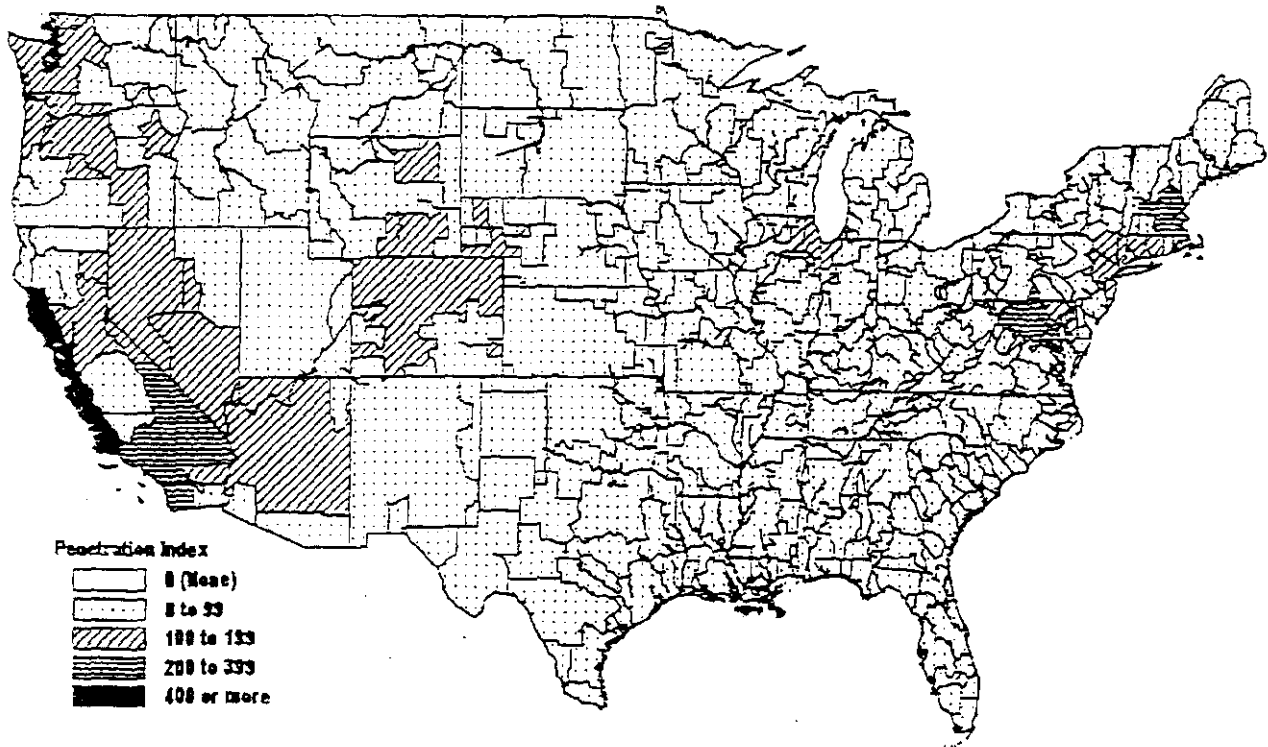 Penetration Index
0 (None)
0 to 99
100 to 199
200 to 399
400 or more